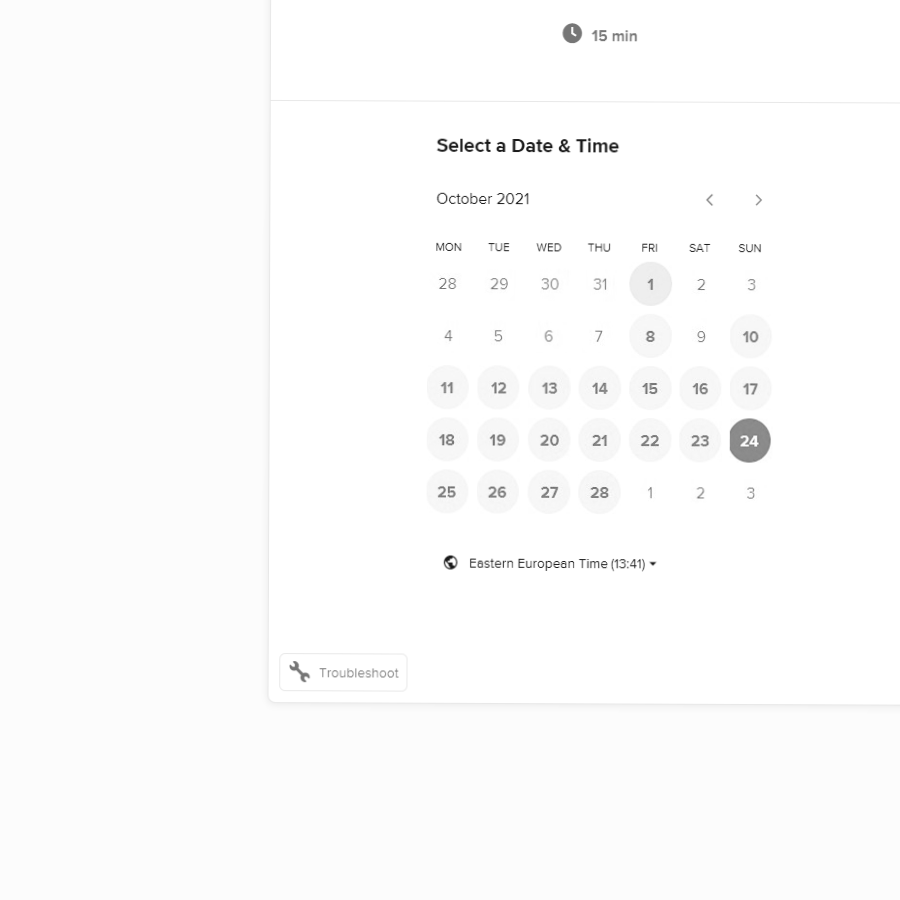 15 min
Select a Date & Time
October 2021
MON TUE WED THU FRI SAT SUN
28 29 30 31 1 2 3
4 5 6 7 8 9 10
11 12 13 14 15 16 17
18 19 20 21 22 23 24
25 26 27 28 1 2 3
Eastern European Time (13:41)
Troubleshoot